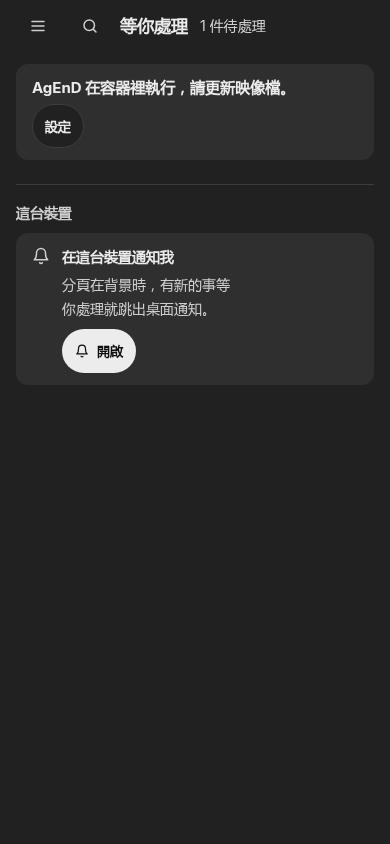 等你處理 1 件待處理
AgEnD 在容器裡執行，請更新映像檔。
設定
這台裝置
在這台裝置通知我
分頁在背景時，有新的事等
你處理就跳出桌面通知。
開啟